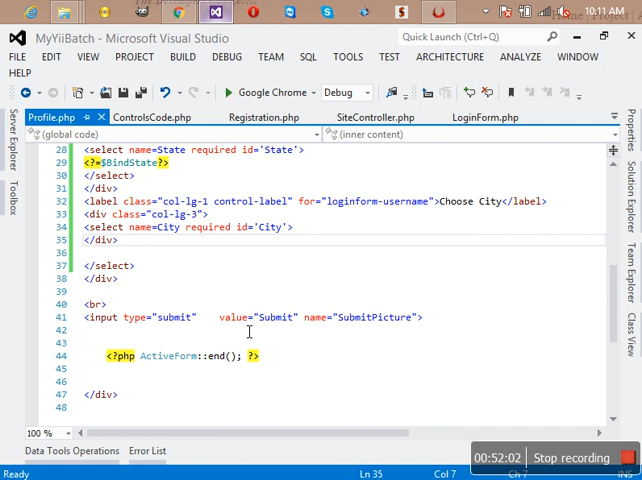 Home | Project | A
10:11 AM
MyYiiBatch - Microsoft Visual Studio
Quick Launch (Ctrl+Q)
FILE EDIT VIEW PROJECT BUILD DEBUG TEAM SQL TOOLS TEST ARCHITECTURE ANALYZE WINDOW
HELP
Google Chrome Debug
Profile.php ControlsCode.php Registration.php SiteController.php LoginForm.php
(global code) (inner content)
28 <select name=State required id='State'>
29 <?=$BindState?>
30 </select>
31 </div>
32 <label class="col-lg-1 control-label" for="loginform-username">Choose City</label>
33 <div class="col-lg-3">
34 <select name=City required id='City'>
35 </div>
36
37 </select>
38 </div>
39
40 <br>
41 <input type="submit" value="Submit" name="SubmitPicture">
42
43
44 <?php ActiveForm::end(); ?>
45
46
47 </div>
48
100 %
Server Explorer
Toolbox
Properties
Solution Explorer
Team Explorer
Class View
Data Tools Operations Error List
00:52:02 Stop recording
Ready Ln 35 Col 7 Ch 7 INS